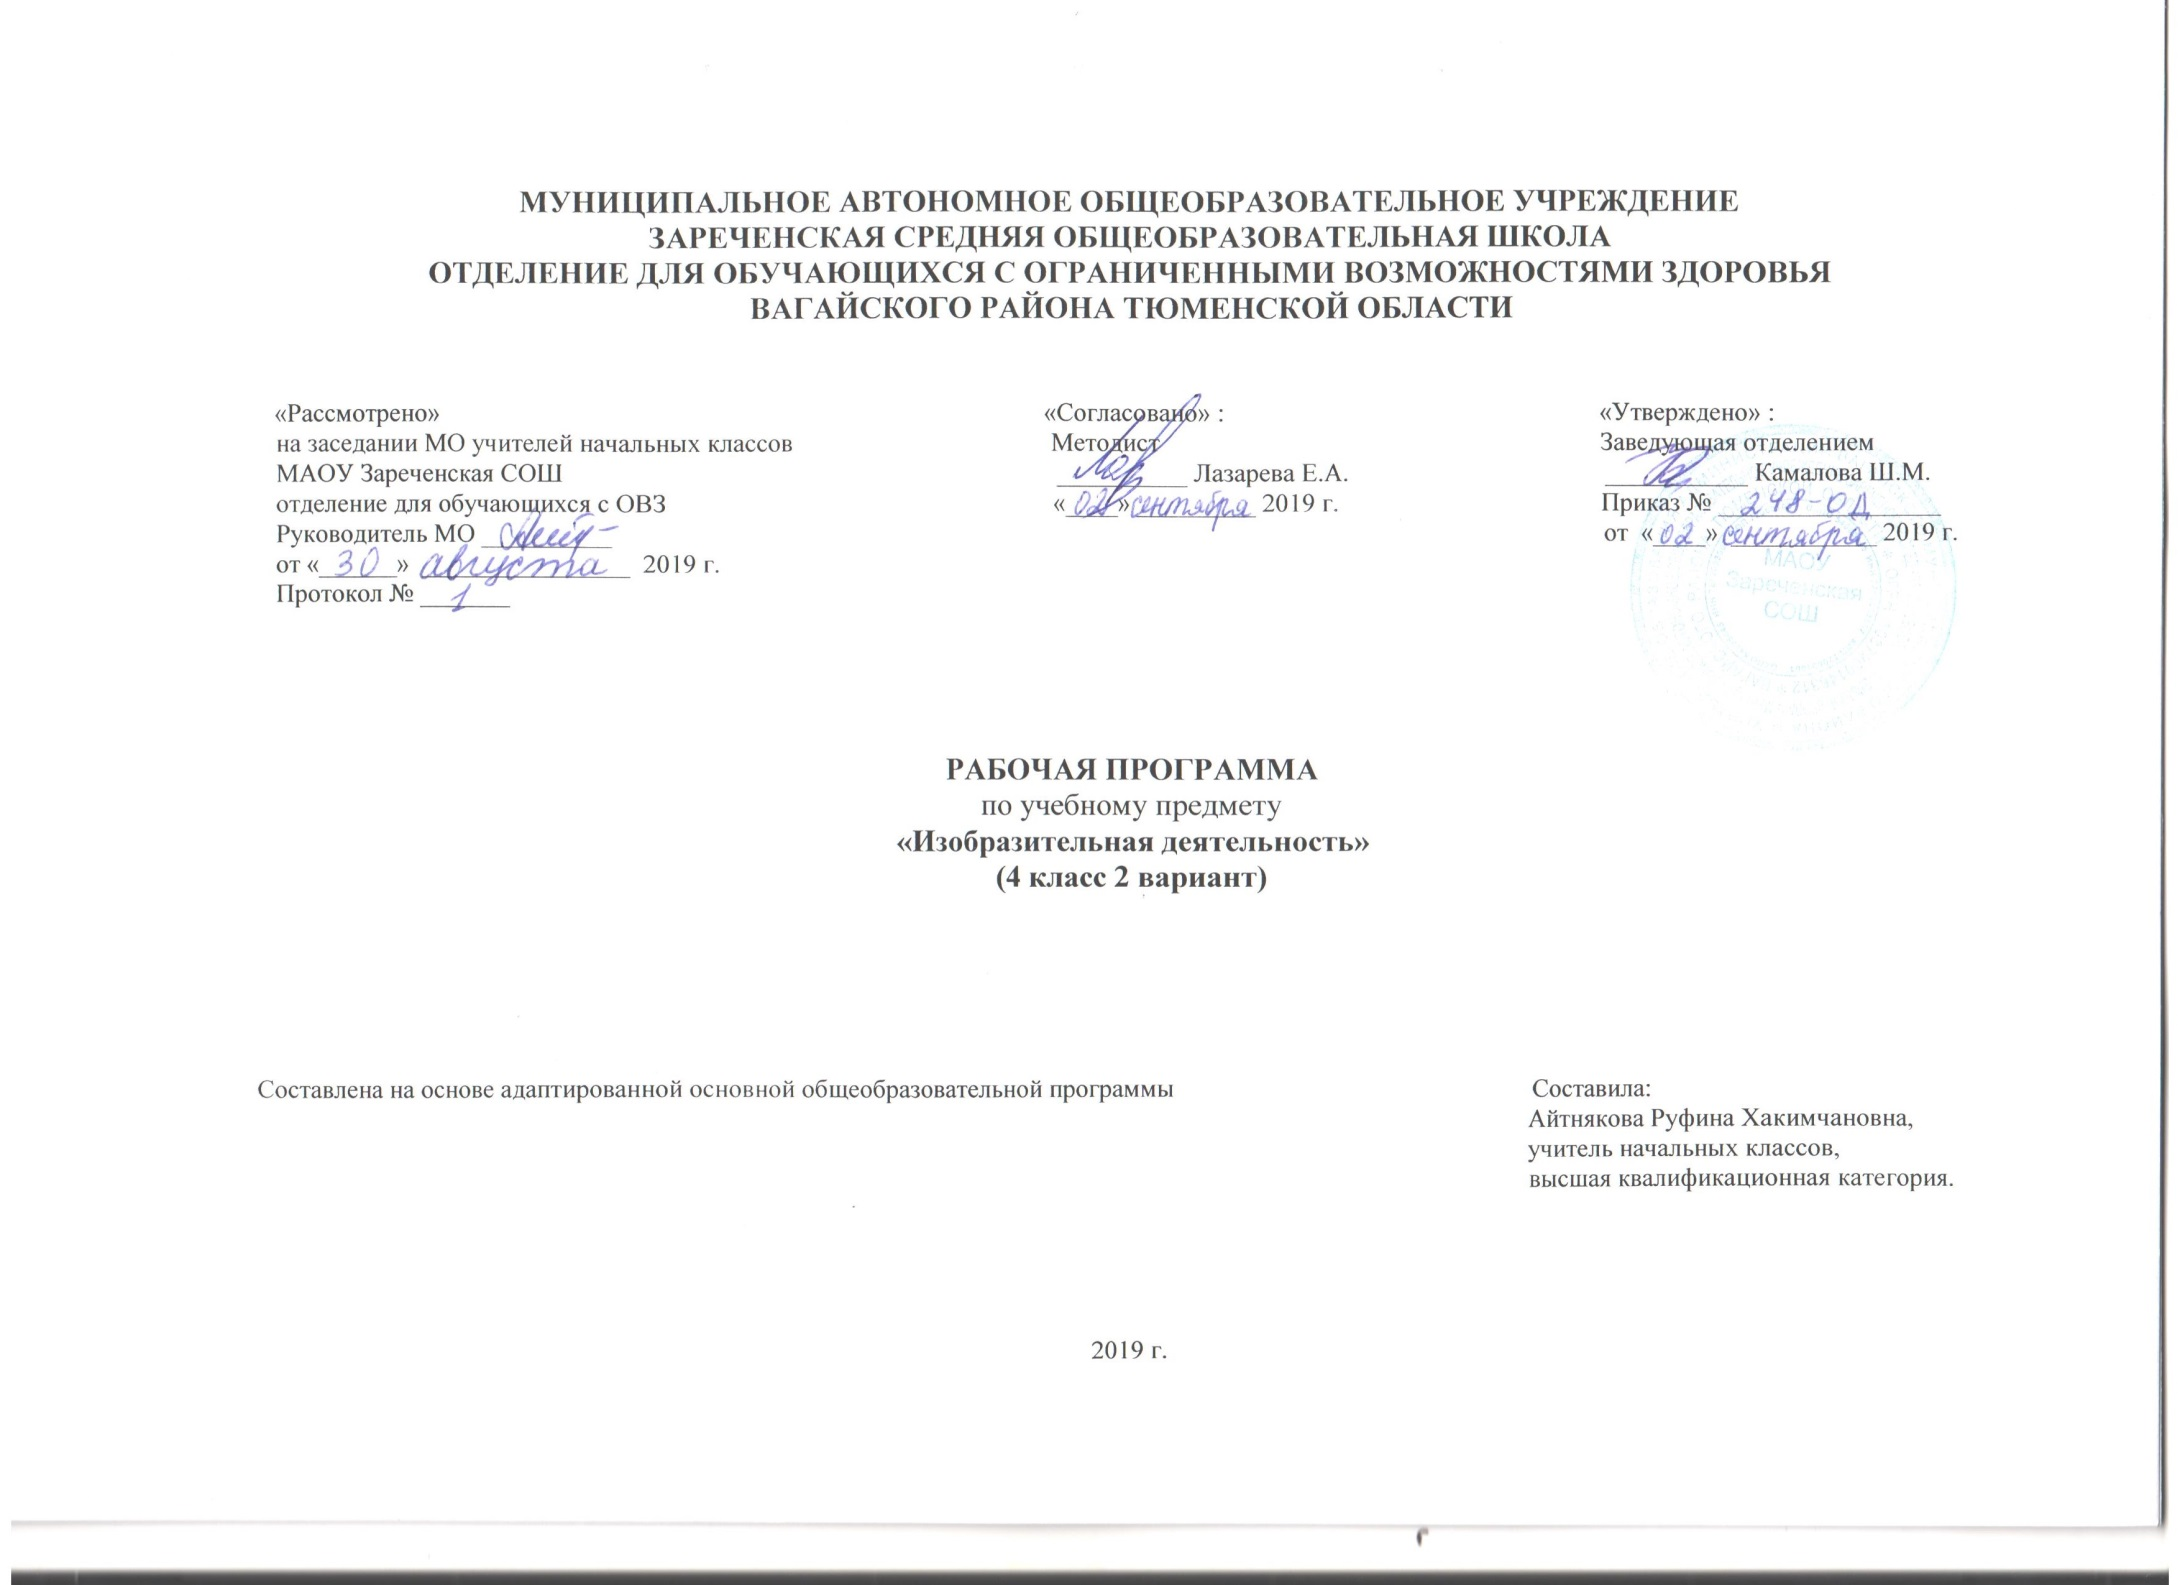 МУНИЦИПАЛЬНОЕ АВТОНОМНОЕ ОБЩЕОБРАЗОВАТЕЛЬНОЕ УЧРЕЖДЕНИЕ
ЗАРЕЧЕНСКАЯ СРЕДНЯЯ ОБЩЕОБРАЗОВАТЕЛЬНАЯ ШКОЛА
ОТДЕЛЕНИЕ ДЛЯ ОБУЧАЮЩИХСЯ С ОГРАНИЧЕННЫМИ ВОЗМОЖНОСТЯМИ ЗДОРОВЬЯ
ВАГАЙСКОГО РАЙОНА ТЮМЕНСКОЙ ОБЛАСТИ
«Рассмотрено»
на заседании МО учителей начальных классов
МАОУ Зареченская СОШ
отделение для обучающихся с ОВЗ
Руководитель МО
от «30» августа 2019 г.
Протокол № 1
«Согласовано» :
Методист
Лазарева Е.А.
«02» сентября 2019 г.
«Утверждено» :
Заведующая отделением
Камалова Ш.М.
Приказ № 248-ОД
от «02» сентября 2019 г.
МАОУ
Зареченская
СОШ
РАБОЧАЯ ПРОГРАММА
по учебному предмету
«Изобразительная деятельность»
(4 класс 2 вариант)
Составлена на основе адаптированной основной общеобразовательной программы
Составила:
Айтнякова Руфина Хакимчановна,
учитель начальных классов,
высшая квалификационная категория.
2019 г.